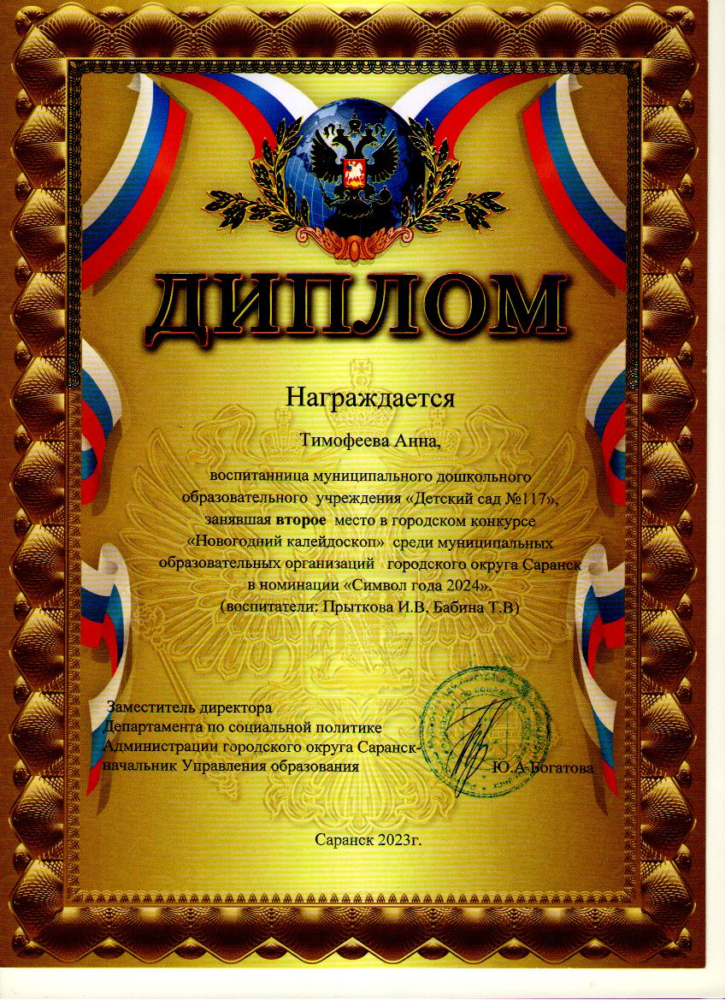 ДИПЛОМ
Награждается
Тимофеева Анна,
воспитанница муниципального дошкольного
образовательного учреждения «Детский сад №117»,
занявшая второе место в городском конкурсе
«Новогодний калейдоскоп» среди муниципальных
образовательных организаций городского округа Саранск
в номинации «Символ года 2024».
(воспитатели: Прыткова И.В, Бабина Т.В)
Заместитель директора
Департамента по социальной политике
Администрации городского округа Саранск-
начальник Управления образования
Ю.А Богатова
Саранск 2023г.